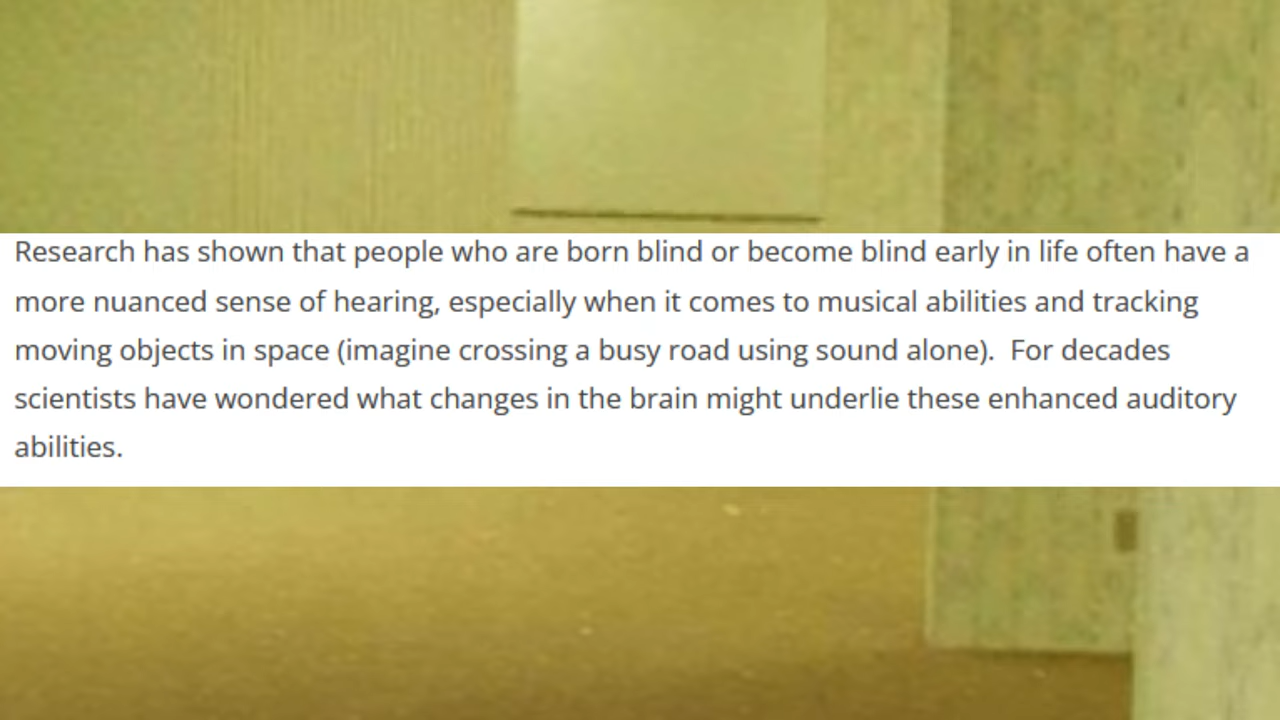 Research has shown that people who are born blind or become blind early in life often have a
more nuanced sense of hearing, especially when it comes to musical abilities and tracking
moving objects in space (imagine crossing a busy road using sound alone).  For decades
scientists have wondered what changes in the brain might underlie these enhanced auditory
abilities.